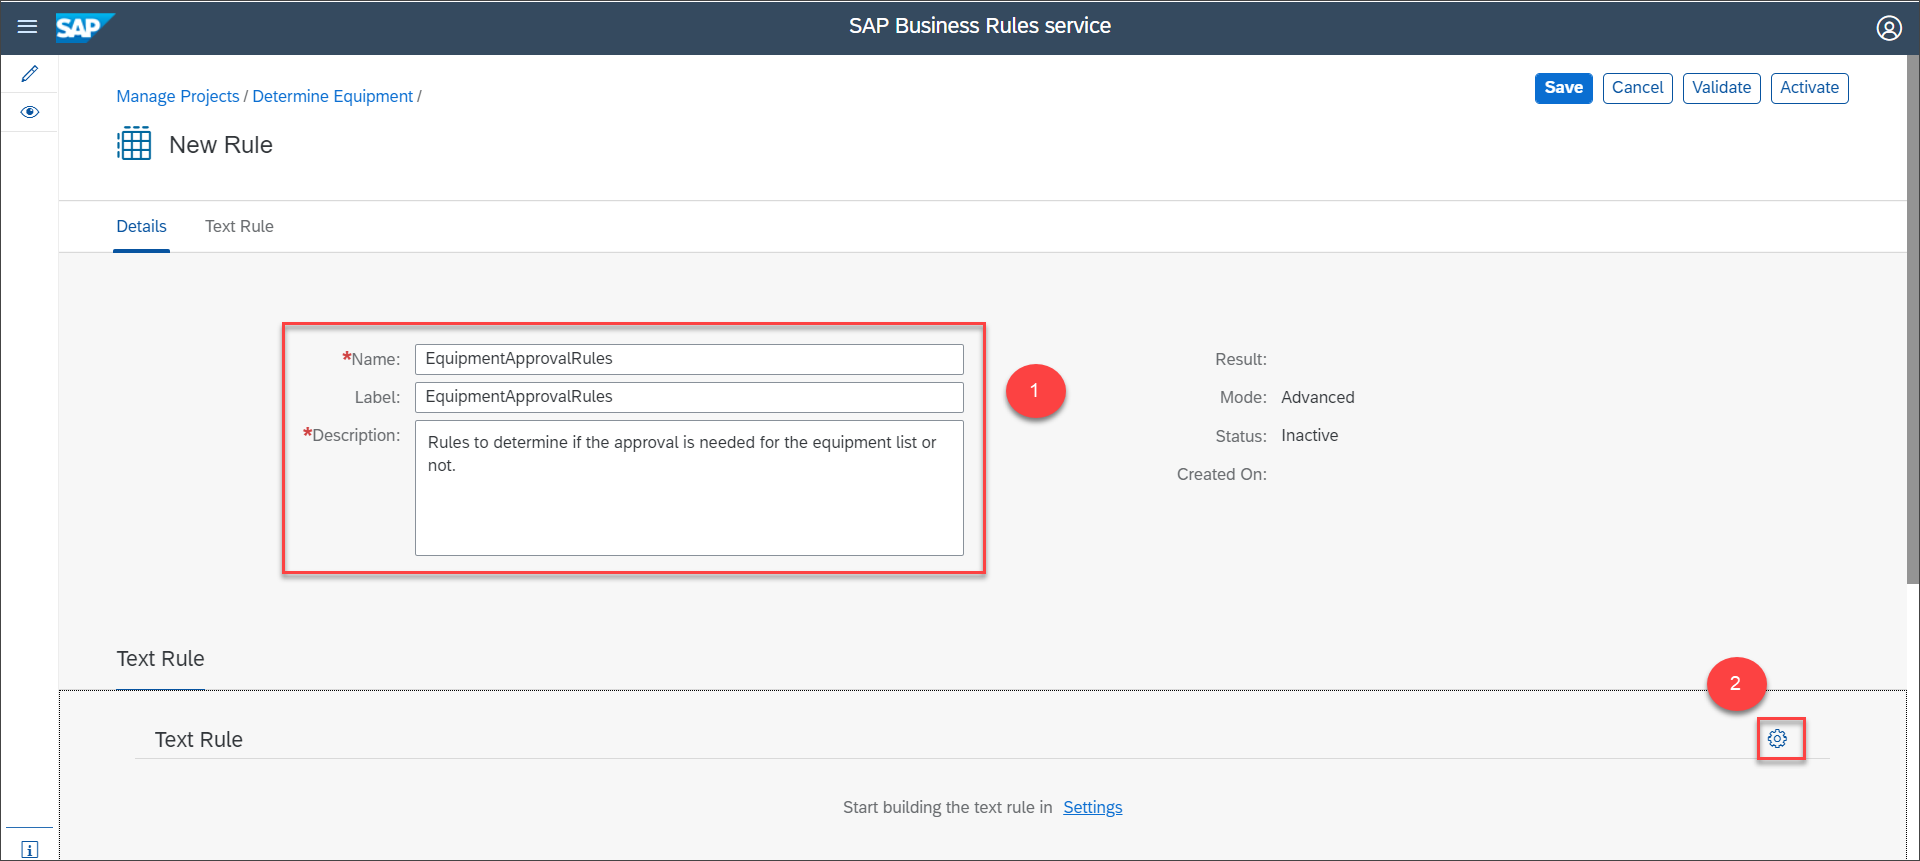 SAP
SAP Business Rules service
Manage Projects / Determine Equipment /
Save
Cancel
Validate
Activate
New Rule
Details
Text Rule
*Name:
EquipmentApprovalRules
Label:
EquipmentApprovalRules
*Description:
Rules to determine if the approval is needed for the equipment list or
not.
1
Result:
Mode: Advanced
Status: Inactive
Created On:
Text Rule
2
Text Rule
Start building the text rule in Settings